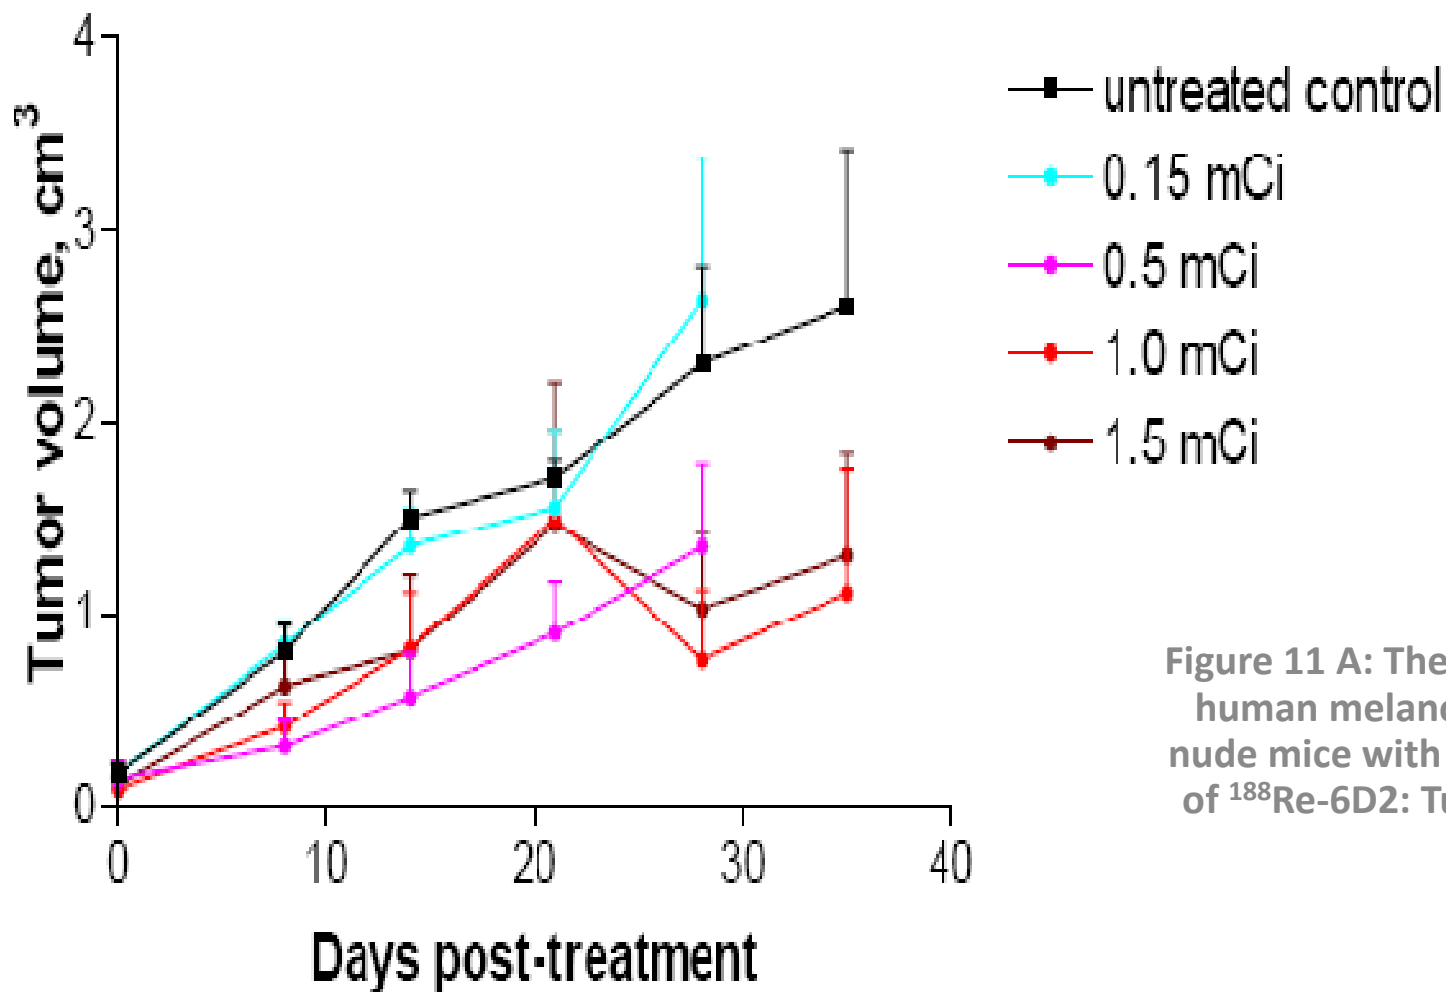 4
3
2
1
0
Tumor volume, cm³
0
10
20
30
40
Days post-treatment
untreated control
0.15 mCi
0.5 mCi
1.0 mCi
1.5 mCi
Figure 11 A: The
human melan
nude mice with
of ¹⁸⁸Re-6D2: Tu